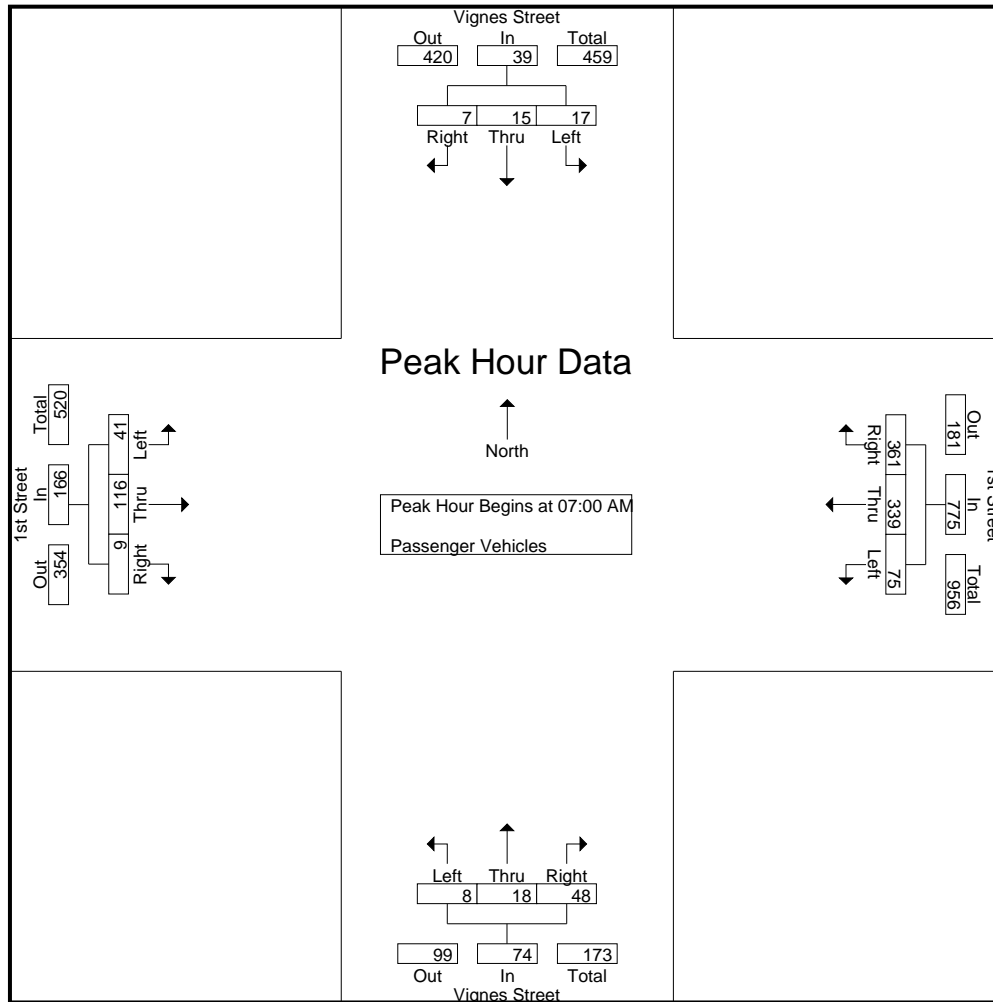 Vignes Street
Out In Total
420 39 459
7 15 17
Right Thru Left
Peak Hour Data
North
Peak Hour Begins at 07:00 AM
Passenger Vehicles
1st Street
Out In Total
354 166 520
9 116 41
Right Thru Left
1st Street
Out In Total
181 775 956
361 339 75
Right Thru Left
Left Thru Right
8 18 48
99 74 173
Out In Total
Vignes Street